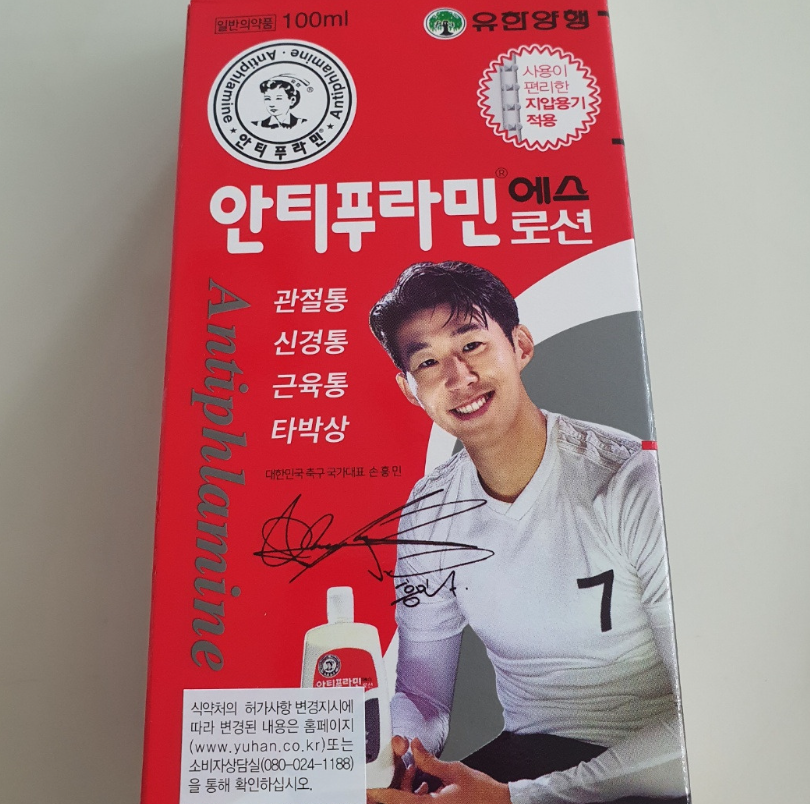 일반의약품 100ml
유한양행
Antiphlamine · Antiphlamine
안티푸라민®
사용이
편리한
지압용기
적용
안티푸라민® 에스
로션
Antiphlamine
관절통
신경통
근육통
타박상
대한민국 축구 국가대표 손흥민
7
안티푸라민 에스
로션
식약처의 허가사항 변경지시에
따라 변경된 내용은 홈페이지
(www.yuhan.co.kr)또는
소비자상담실(080-024-1188)
을 통해 확인하십시오.